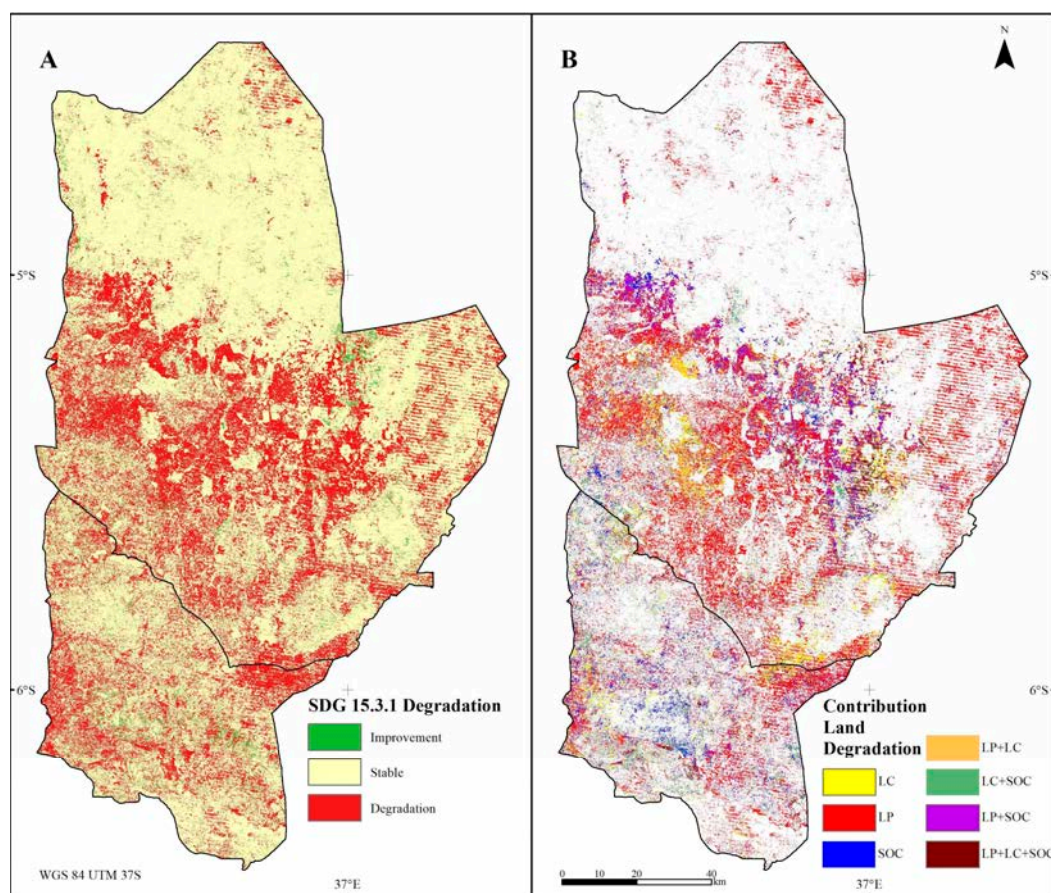 A
B
N
5°S
5°S
6°S
6°S
SDG 15.3.1 Degradation
Improvement
Stable
Degradation
WGS 84 UTM 37S
37°E
Contribution
Land
Degradation
LC
LP
SOC
LP+LC
LC+SOC
LP+SOC
LP+LC+SOC
0 10 20 40
km
37°E